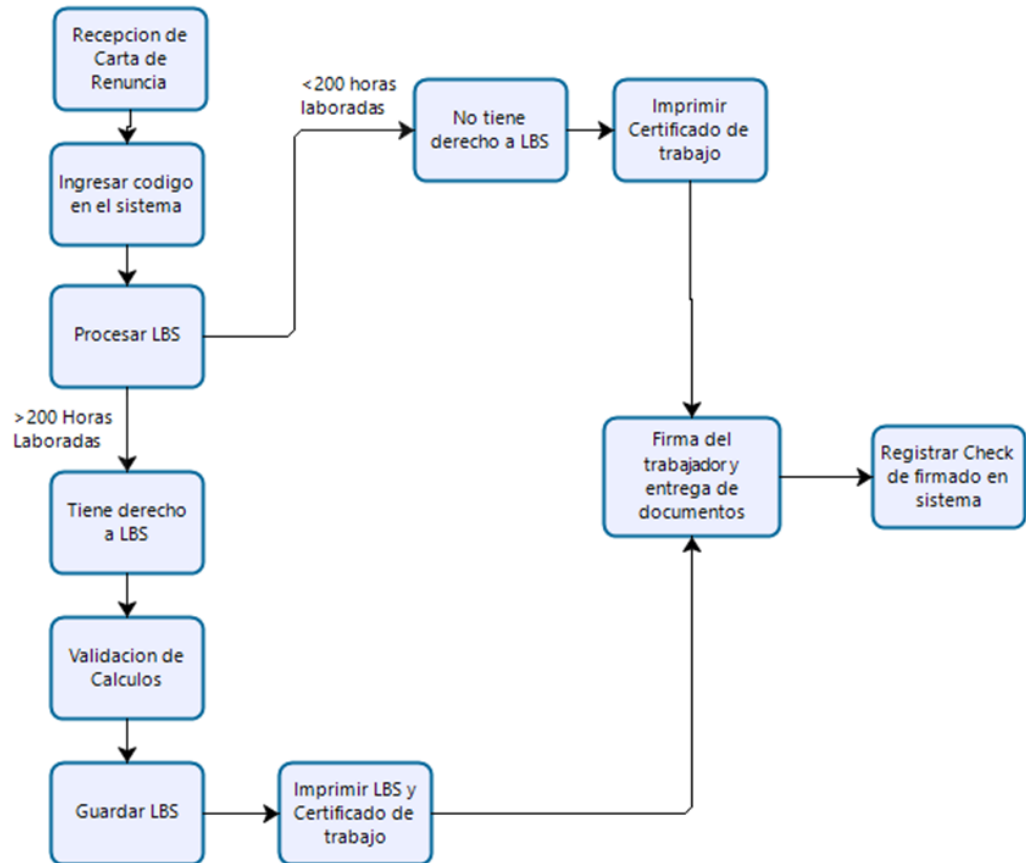 Recepcion de
Carta de
Renuncia
Ingresar codigo
en el sistema
Procesar LBS
<200 horas
laboradas
No tiene
derecho a LBS
Imprimir
Certificado de
trabajo
>200 Horas
Laboradas
Tiene derecho
a LBS
Validacion de
Calculos
Guardar LBS
Imprimir LBS y
Certificado de
trabajo
Firma del
trabajador y
entrega de
documentos
Registrar Check
de firmado en
sistema